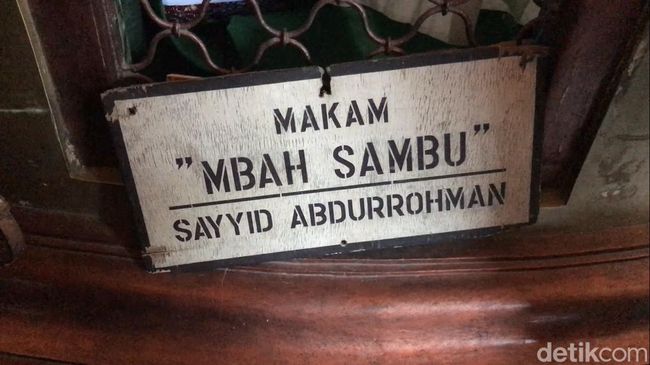 MAKAM
"MBAH SAMBU"
SAYYID ABDURROHMAN
detikcom